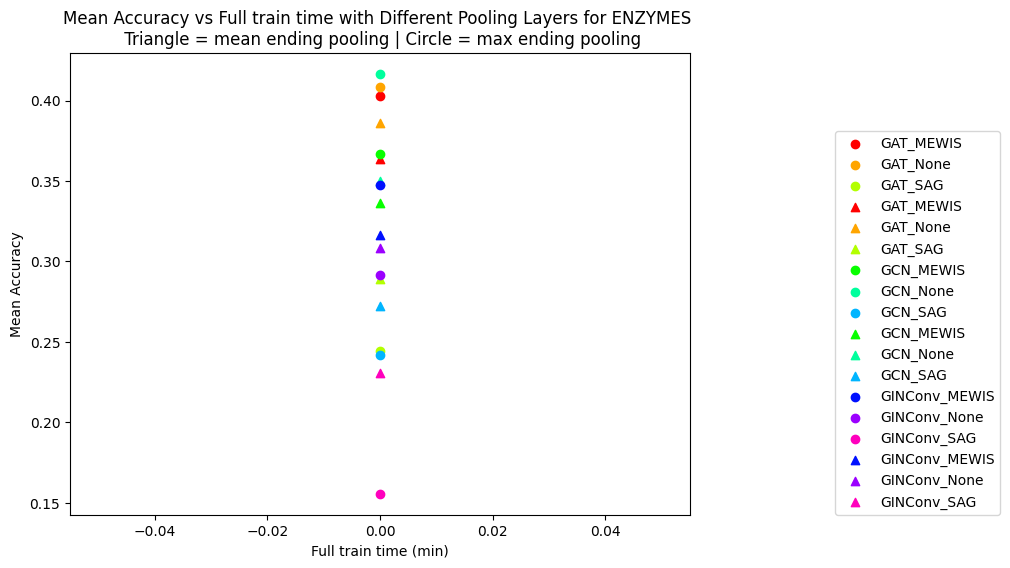 Mean Accuracy vs Full train time with Different Pooling Layers for ENZYMES
Triangle = mean ending pooling | Circle = max ending pooling
Mean Accuracy
0.40
0.35
0.30
0.25
0.20
0.15
−0.04
−0.02
0.00
0.02
0.04
Full train time (min)
GAT_MEWIS
GAT_None
GAT_SAG
GAT_MEWIS
GAT_None
GAT_SAG
GCN_MEWIS
GCN_None
GCN_SAG
GCN_MEWIS
GCN_None
GCN_SAG
GINConv_MEWIS
GINConv_None
GINConv_SAG
GINConv_MEWIS
GINConv_None
GINConv_SAG